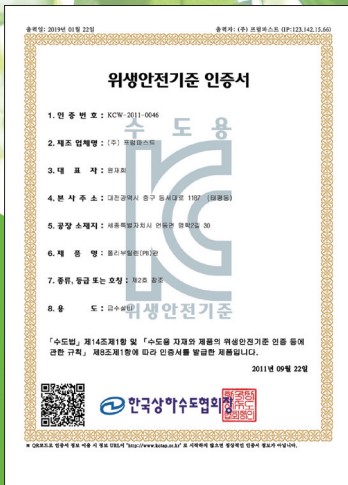 출력일: 2019년 01월 22일
출력자: (주) 프럼파스트 (IP:123.142.15.66)
위생안전기준 인증서
수 도 용
1. 인 증 번 호 : KCW-2011-0046
2. 제조 업체명 : (주) 프럼파스트
3. 대 표 자 : 원재희
4. 본 사 주 소 : 대전광역시 중구 동서대로 1187 (태평동)
5. 공장 소재지 : 세종특별자치시 연동면 명학2길 30
6. 제 품 명 : 폴리부틸렌(PB)관
7. 종류, 등급 또는 호칭 : 제2호 참조
8. 용 도 : 급수설비
위생안전기준
「수도법」 제14조제1항 및 「수도용 자재와 제품의 위생안전기준 인증 등에
관한 규칙」 제8조제1항에 따라 인증서를 발급한 제품입니다.
2011년 09월 22일
한국상하수도협회장